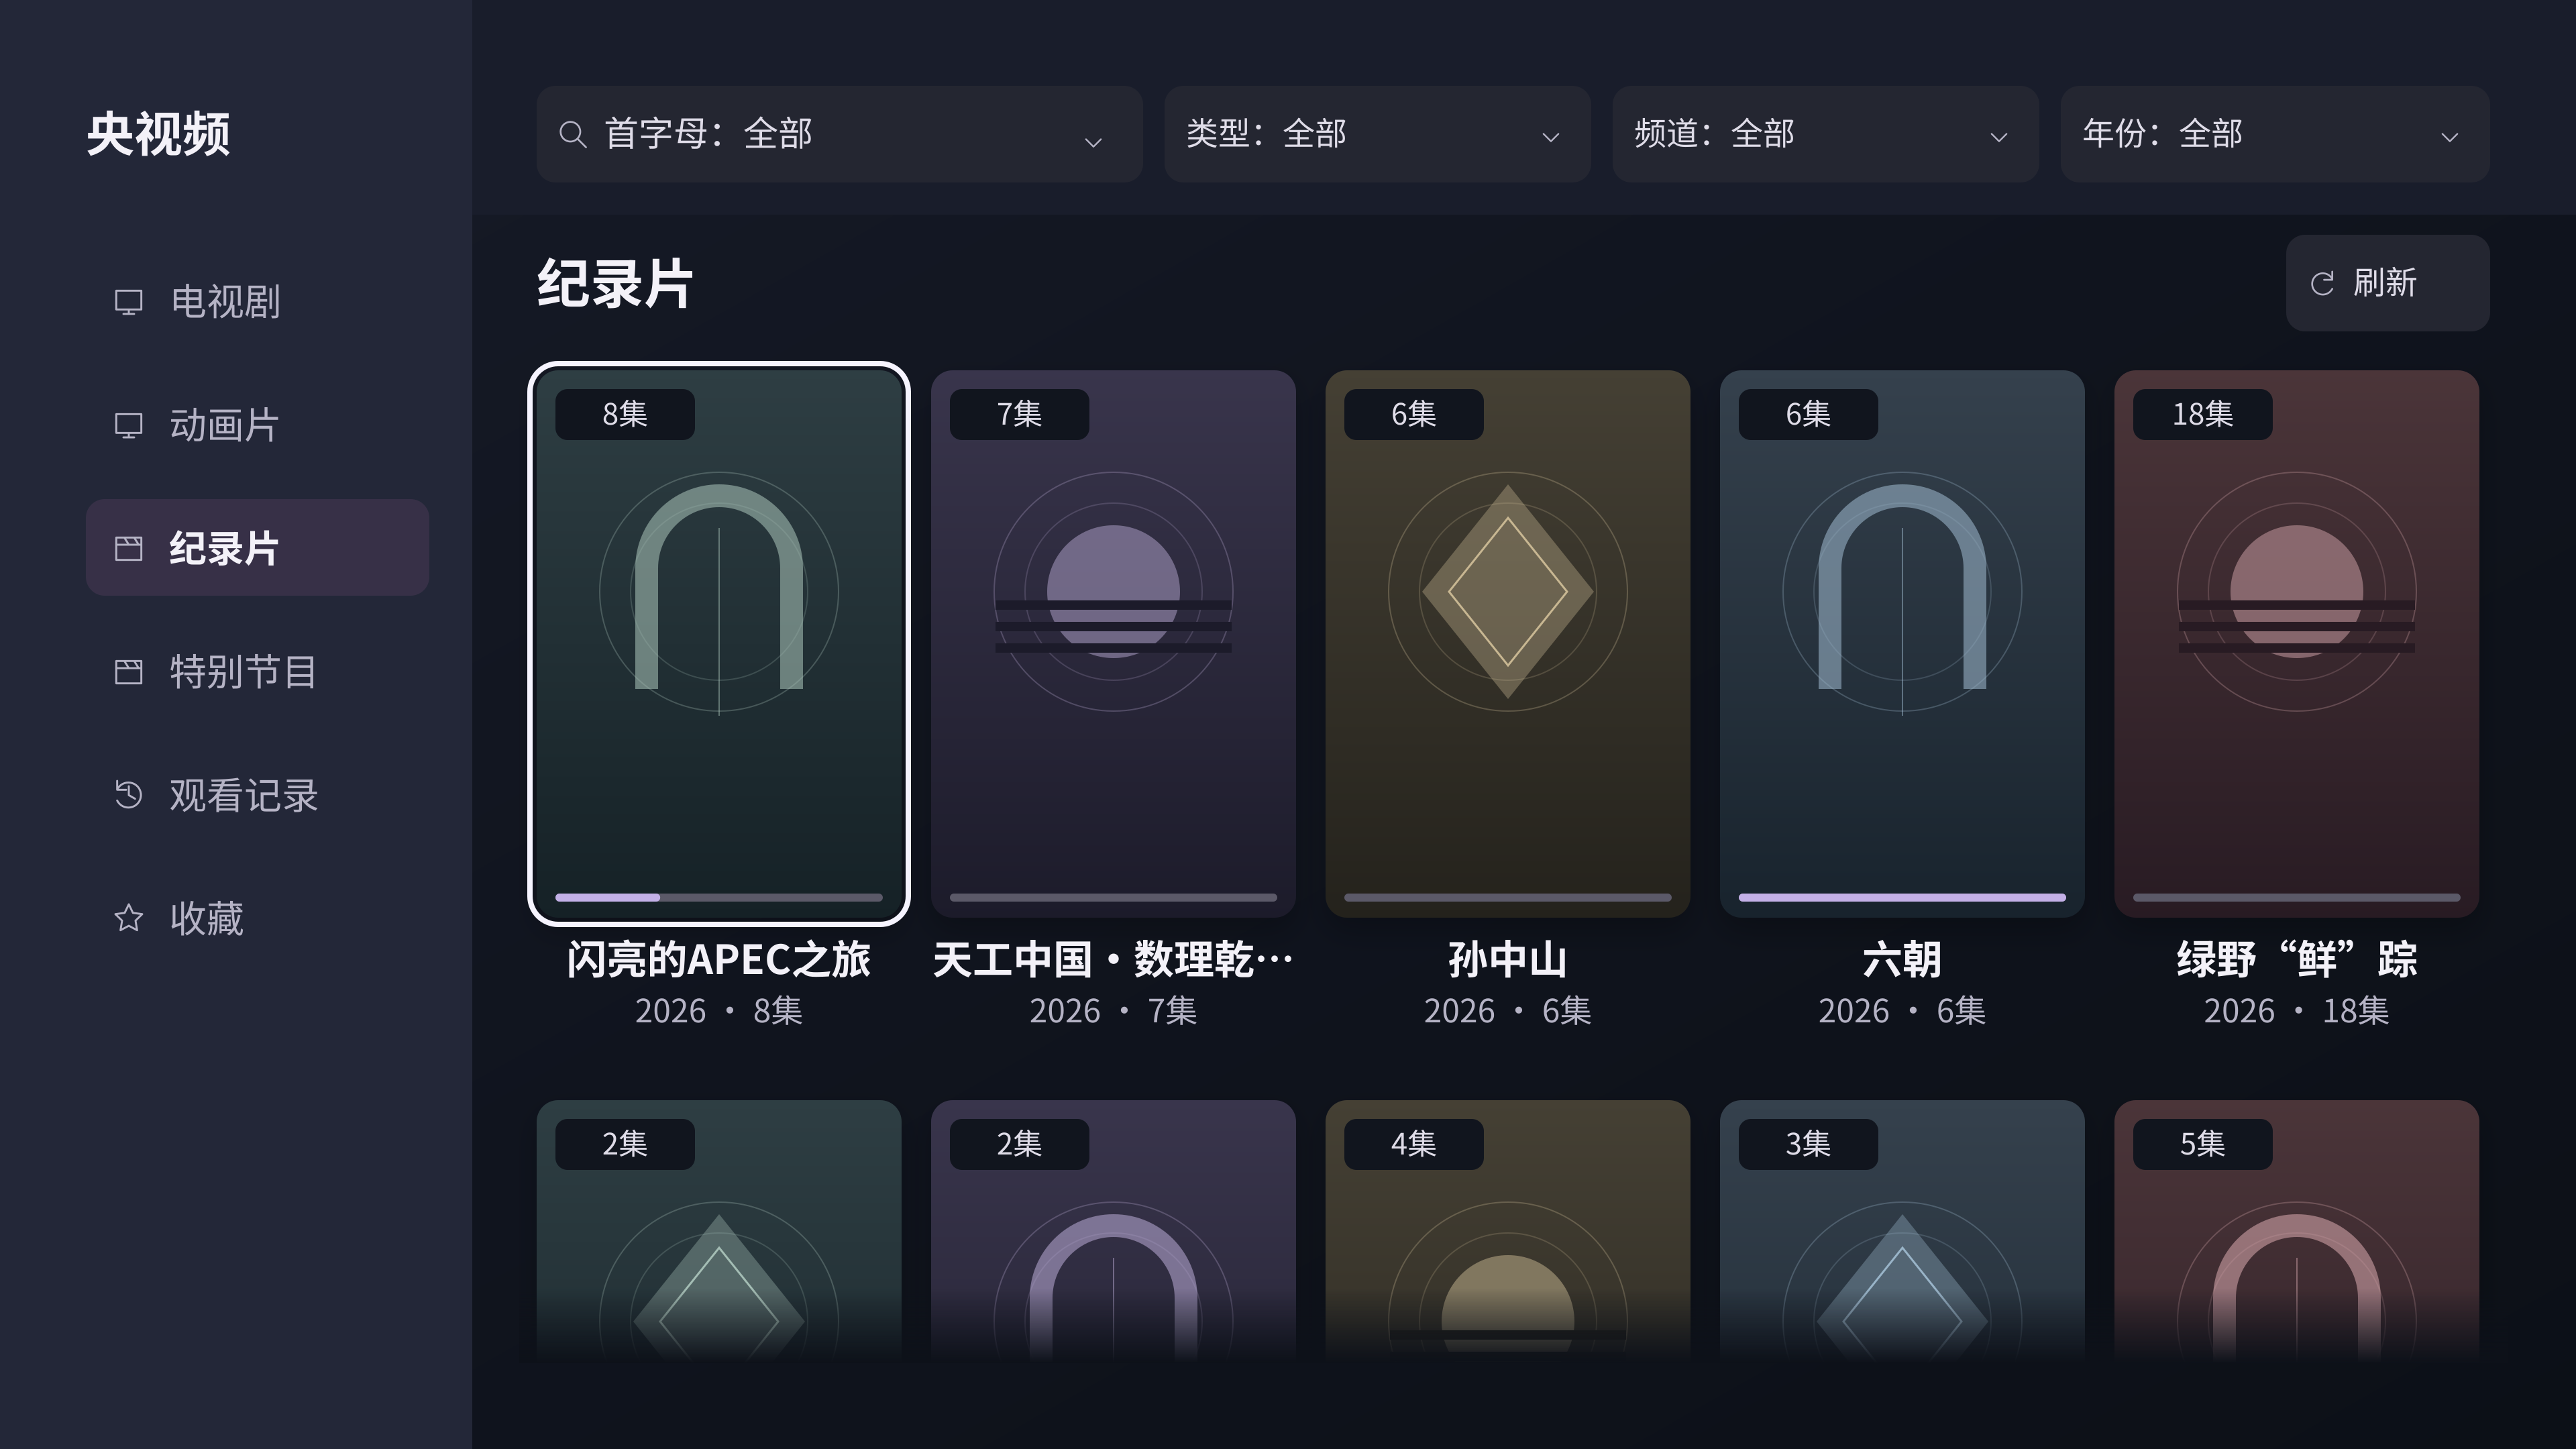 央视频
电视剧
动画片
纪录片
特别节目
观看记录
收藏
首字母：全部
类型：全部
频道：全部
年份：全部
纪录片
刷新
8集
7集
6集
6集
18集
闪亮的APEC之旅
天工中国·数理乾…
孙中山
六朝
绿野“鲜”踪
2026 · 8集
2026 · 7集
2026 · 6集
2026 · 6集
2026 · 18集
2集
2集
4集
3集
5集